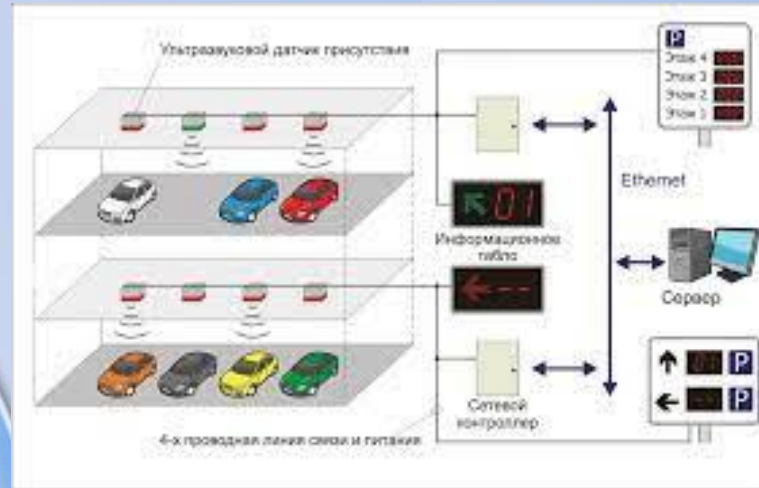 Ультразвуковой датчик присутствия
P
Этаж 4
Этаж 3
Этаж 2
Этаж 1
Ethernet
01
Информационное
табло
--
Сервер
Сетевой
контроллер
01 P
-- P
4-х проводная линия связи и питания